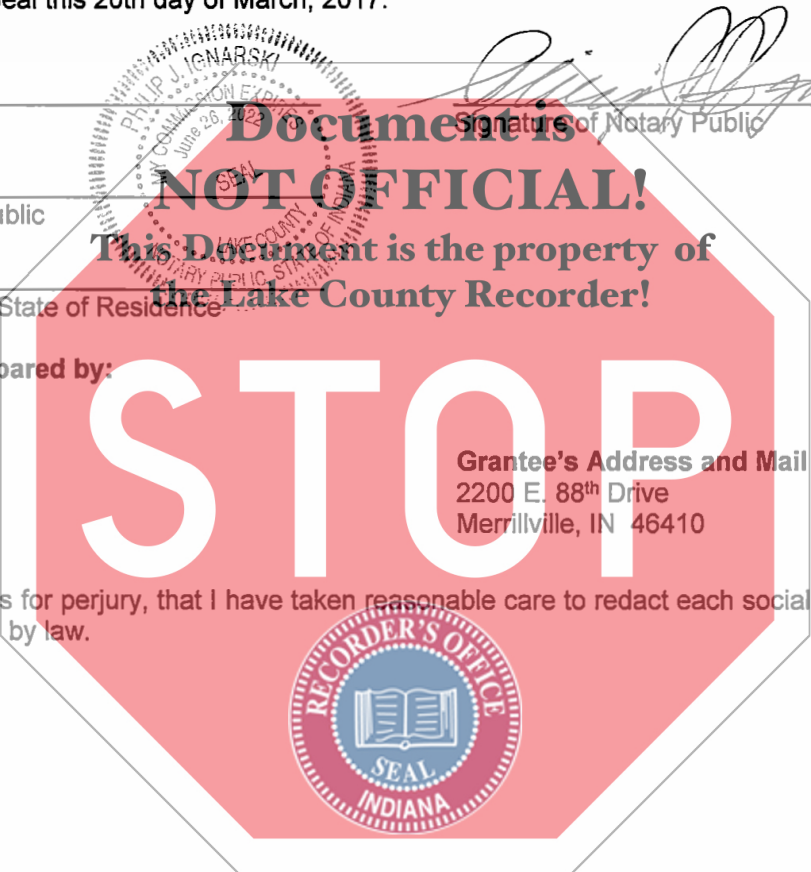 seal this 20th day of March, 2017.
PHILIP J. IGNARSKI
MY COMMISSION EXPIRES
June 26, 2022
SEAL
LAKE COUNTY
NOTARY PUBLIC, STATE OF INDIANA
Signature of Notary Public
Document is
NOT OFFICIAL!
This Document is the property of
the Lake County Recorder!
ublic
State of Residence
pared by:
STOP
Grantee's Address and Mail
2200 E. 88th Drive
Merrillville, IN 46410
s for perjury, that I have taken reasonable care to redact each social
by law.
RECORDER'S OFFICE
SEAL
INDIANA